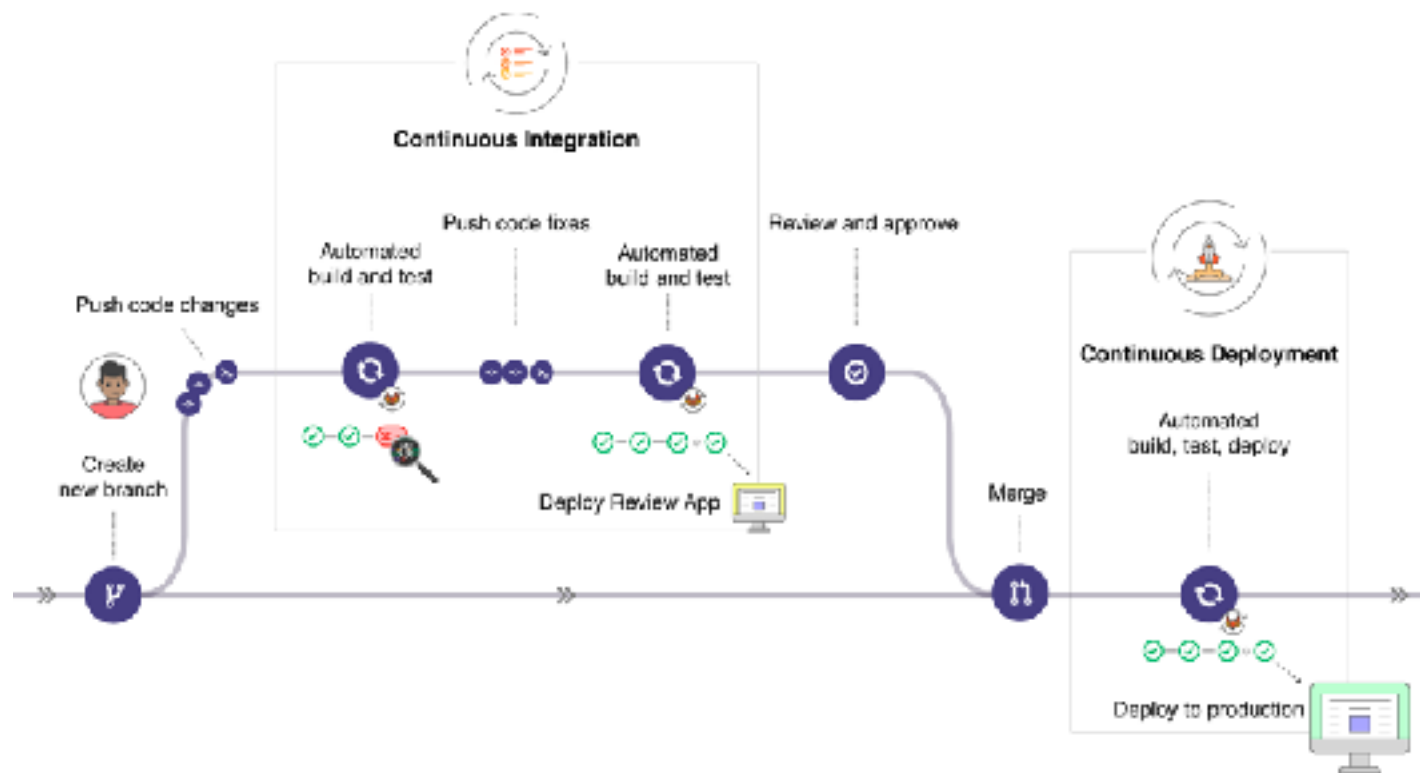 Continuous Integration
Push code fixes
Review and approve
Automated
build and test
Automated
build and test
Push code changes
Continuous Deployment
Automated
build, test, deploy
Create
new branch
Deploy Review App
Merge
Deploy to production